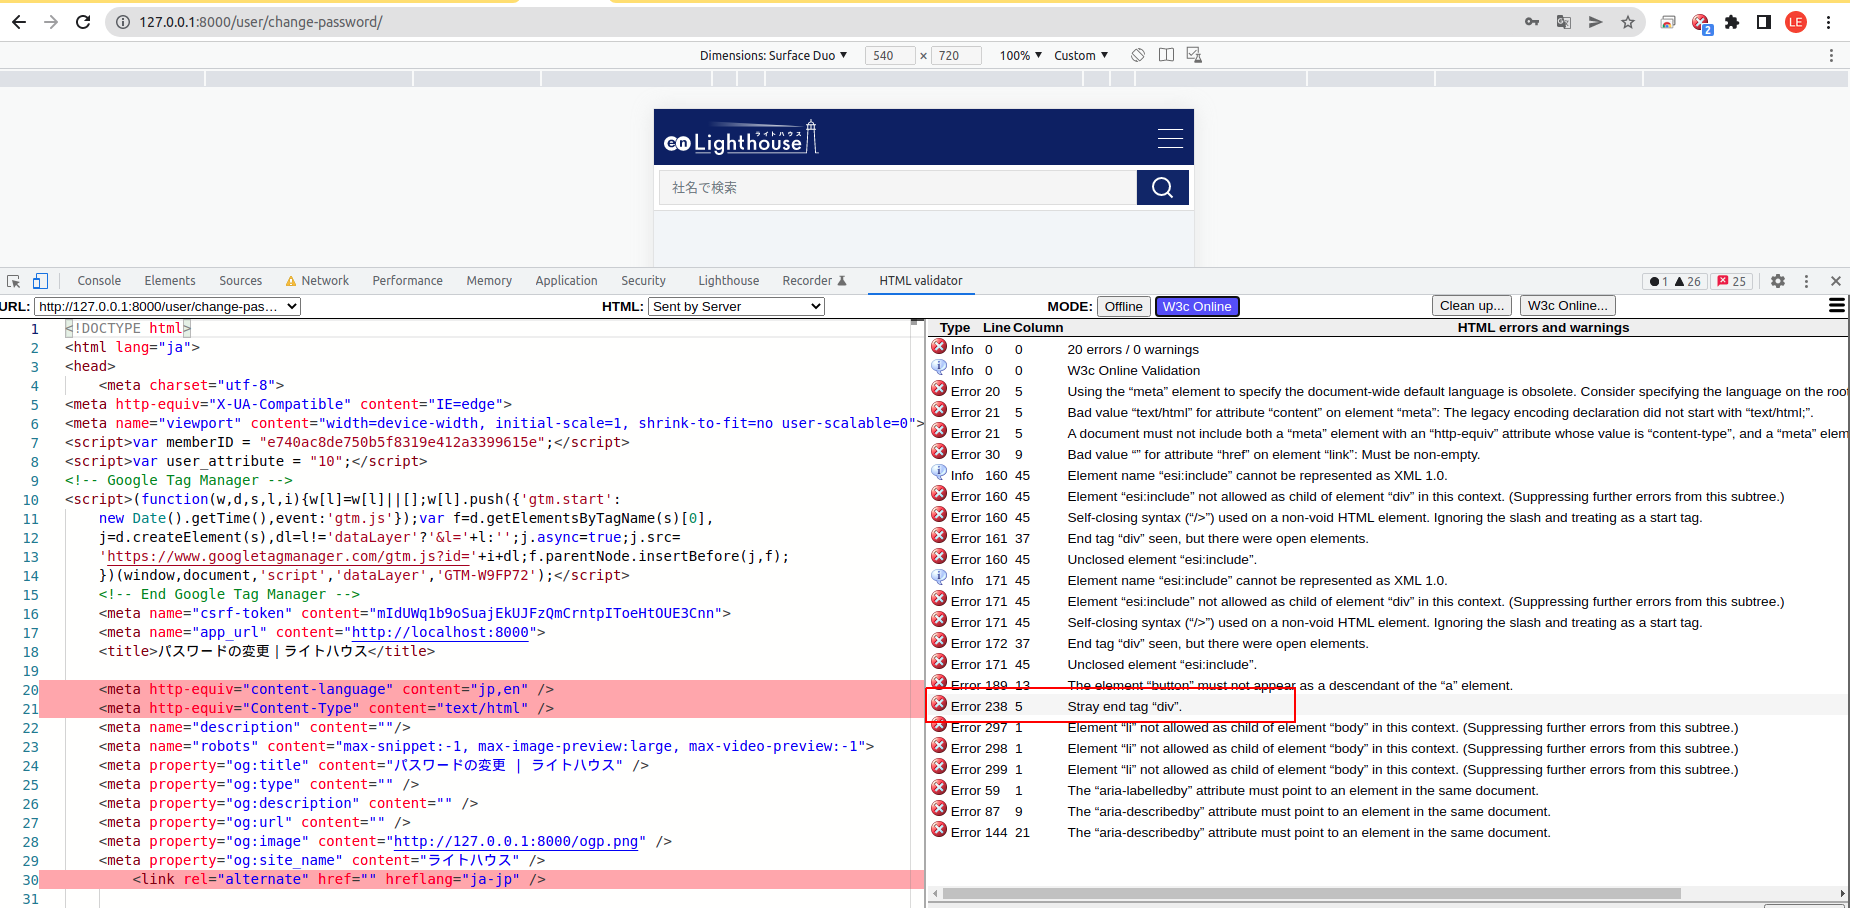 127.0.0.1:8000/user/change-password/
LE
2
Dimensions: Surface Duo ▼ 540 × 720 100% ▼ Custom ▼
ライトハウス
en Lighthouse
社名で検索
Console Elements Sources Network Performance Memory Application Security Lighthouse Recorder HTML validator 1 26 25
URL: http://127.0.0.1:8000/user/change-pas… HTML: Sent by Server MODE: Offline W3c Online Clean up... W3c Online...
1 <!DOCTYPE html>
2 <html lang="ja">
3 <head>
4 <meta charset="utf-8">
5 <meta http-equiv="X-UA-Compatible" content="IE=edge">
6 <meta name="viewport" content="width=device-width, initial-scale=1, shrink-to-fit=no user-scalable=0">
7 <script>var memberID = "e740ac8de750b5f8319e412a3399615e";</script>
8 <script>var user_attribute = "10";</script>
9 <!-- Google Tag Manager -->
10 <script>(function(w,d,s,l,i){w[l]=w[l]||[];w[l].push({'gtm.start':
11 new Date().getTime(),event:'gtm.js'});var f=d.getElementsByTagName(s)[0],
12 j=d.createElement(s),dl=l!='dataLayer'?'&l='+l:'';j.async=true;j.src=
13 'https://www.googletagmanager.com/gtm.js?id='+i+dl;f.parentNode.insertBefore(j,f);
14 })(window,document,'script','dataLayer','GTM-W9FP72');</script>
15 <!-- End Google Tag Manager -->
16 <meta name="csrf-token" content="mIdUWq1b9oSuajEkUJFzQmCrntpIToeHtOUE3Cnn">
17 <meta name="app_url" content="http://localhost:8000">
18 <title>パスワードの変更｜ライトハウス</title>
19
20 <meta http-equiv="content-language" content="jp,en" />
21 <meta http-equiv="Content-Type" content="text/html" />
22 <meta name="description" content=""/>
23 <meta name="robots" content="max-snippet:-1, max-image-preview:large, max-video-preview:-1">
24 <meta property="og:title" content="パスワードの変更 | ライトハウス" />
25 <meta property="og:type" content="" />
26 <meta property="og:description" content="" />
27 <meta property="og:url" content="" />
28 <meta property="og:image" content="http://127.0.0.1:8000/ogp.png" />
29 <meta property="og:site_name" content="ライトハウス" />
30 <link rel="alternate" href="" hreflang="ja-jp" />
31
Type Line Column HTML errors and warnings
Info 0 0 20 errors / 0 warnings
Info 0 0 W3c Online Validation
Error 20 5 Using the “meta” element to specify the document-wide default language is obsolete. Consider specifying the language on the root
Error 21 5 Bad value “text/html” for attribute “content” on element “meta”: The legacy encoding declaration did not start with “text/html;”.
Error 21 5 A document must not include both a “meta” element with an “http-equiv” attribute whose value is “content-type”, and a “meta” elem
Error 30 9 Bad value “” for attribute “href” on element “link”: Must be non-empty.
Info 160 45 Element name “esi:include” cannot be represented as XML 1.0.
Error 160 45 Element “esi:include” not allowed as child of element “div” in this context. (Suppressing further errors from this subtree.)
Error 160 45 Self-closing syntax (“/>”) used on a non-void HTML element. Ignoring the slash and treating as a start tag.
Error 161 37 End tag “div” seen, but there were open elements.
Error 160 45 Unclosed element “esi:include”.
Info 171 45 Element name “esi:include” cannot be represented as XML 1.0.
Error 171 45 Element “esi:include” not allowed as child of element “div” in this context. (Suppressing further errors from this subtree.)
Error 171 45 Self-closing syntax (“/>”) used on a non-void HTML element. Ignoring the slash and treating as a start tag.
Error 172 37 End tag “div” seen, but there were open elements.
Error 171 45 Unclosed element “esi:include”.
Error 189 13 The element “button” must not appear as a descendant of the “a” element.
Error 238 5 Stray end tag “div”.
Error 297 1 Element “li” not allowed as child of element “body” in this context. (Suppressing further errors from this subtree.)
Error 298 1 Element “li” not allowed as child of element “body” in this context. (Suppressing further errors from this subtree.)
Error 299 1 Element “li” not allowed as child of element “body” in this context. (Suppressing further errors from this subtree.)
Error 59 1 The “aria-labelledby” attribute must point to an element in the same document.
Error 87 9 The “aria-describedby” attribute must point to an element in the same document.
Error 144 21 The “aria-describedby” attribute must point to an element in the same document.